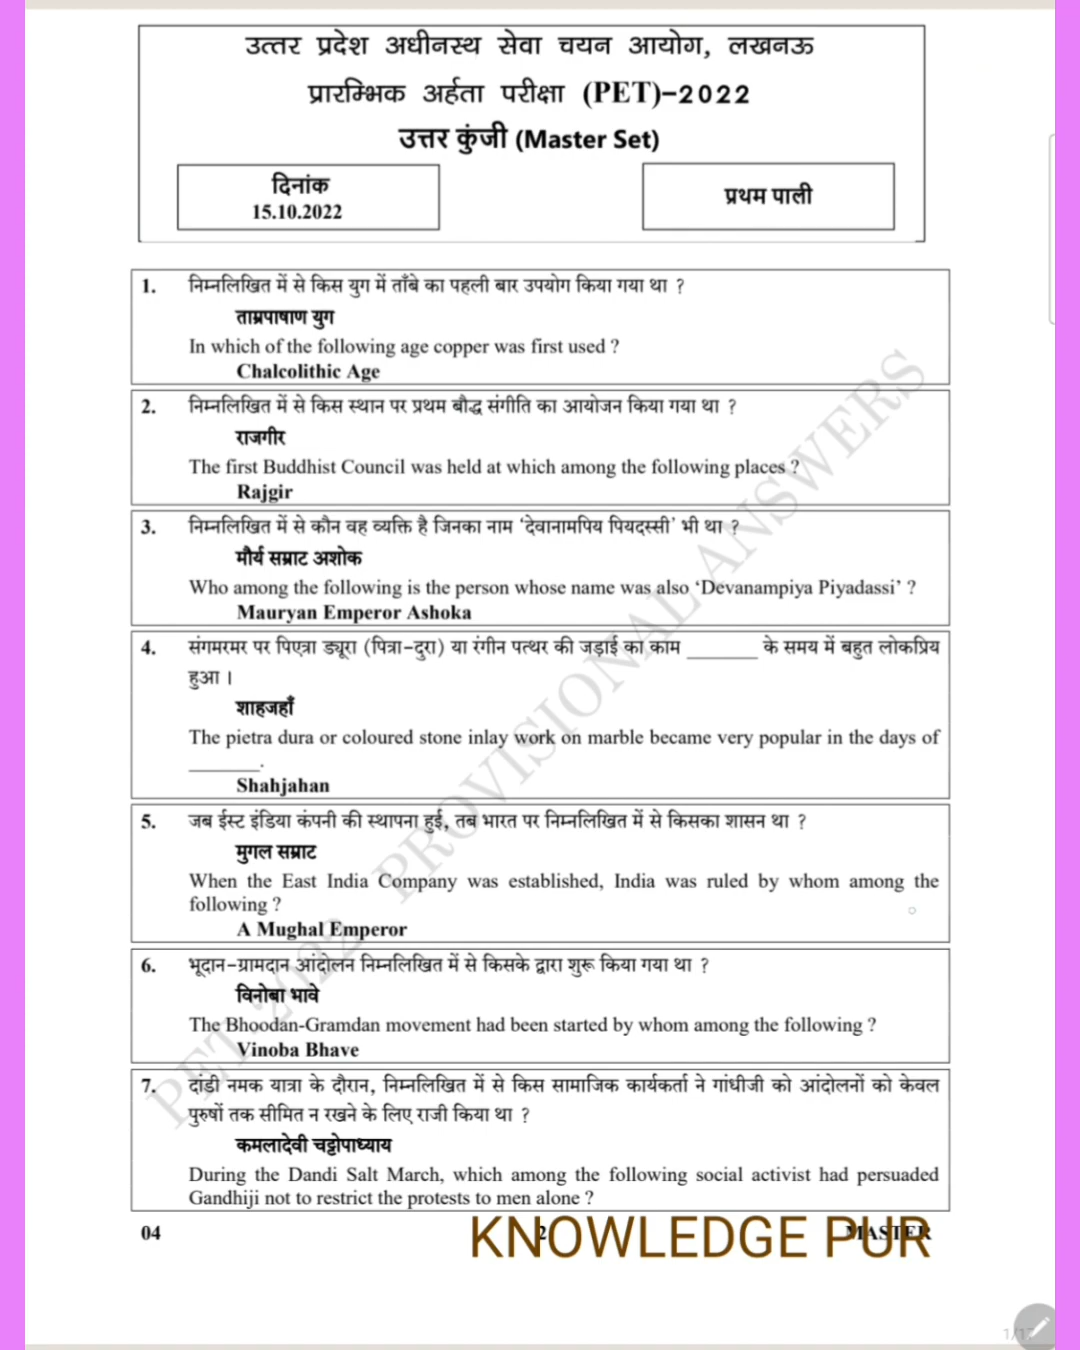 उत्तर प्रदेश अधीनस्थ सेवा चयन आयोग, लखनऊ
प्रारम्भिक अर्हता परीक्षा (PET)-2022
उत्तर कुंजी (Master Set)
दिनांक
15.10.2022
प्रथम पाली
1. निम्नलिखित में से किस युग में ताँबे का पहली बार उपयोग किया गया था ?
ताम्रपाषाण युग
In which of the following age copper was first used ?
Chalcolithic Age
2. निम्नलिखित में से किस स्थान पर प्रथम बौद्ध संगीति का आयोजन किया गया था ?
राजगीर
The first Buddhist Council was held at which among the following places ?
Rajgir
3. निम्नलिखित में से कौन वह व्यक्ति है जिनका नाम ‘देवानामपिय पियदस्सी’ भी था ?
मौर्य सम्राट अशोक
Who among the following is the person whose name was also ‘Devanampiya Piyadassi’ ?
Mauryan Emperor Ashoka
4. संगमरमर पर पिएत्रा ड्यूरा (पित्रा-दुरा) या रंगीन पत्थर की जड़ाई का काम _______ के समय में बहुत लोकप्रिय
हुआ ।
शाहजहाँ
The pietra dura or coloured stone inlay work on marble became very popular in the days of
_______.
Shahjahan
5. जब ईस्ट इंडिया कंपनी की स्थापना हुई, तब भारत पर निम्नलिखित में से किसका शासन था ?
मुगल सम्राट
When the East India Company was established, India was ruled by whom among the
following ?
A Mughal Emperor
6. भूदान-ग्रामदान आंदोलन निम्नलिखित में से किसके द्वारा शुरू किया गया था ?
विनोबा भावे
The Bhoodan-Gramdan movement had been started by whom among the following ?
Vinoba Bhave
7. दांडी नमक यात्रा के दौरान, निम्नलिखित में से किस सामाजिक कार्यकर्ता ने गांधीजी को आंदोलनों को केवल
पुरुषों तक सीमित न रखने के लिए राजी किया था ?
कमलादेवी चट्टोपाध्याय
During the Dandi Salt March, which among the following social activist had persuaded
Gandhiji not to restrict the protests to men alone ?
PET-2022 PROVISIONAL ANSWERS
04 2 MASTER
KNOWLEDGE PUR
1/17